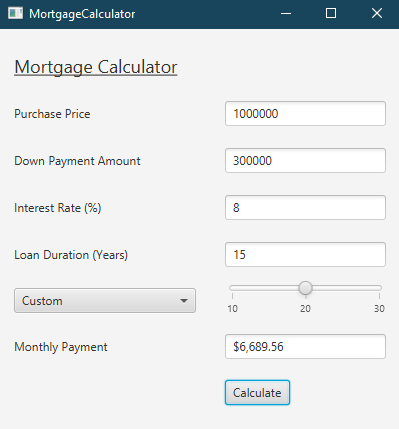 MortgageCalculator
Mortgage Calculator
Purchase Price 1000000
Down Payment Amount 300000
Interest Rate (%) 8
Loan Duration (Years) 15
Custom
10 20 30
Monthly Payment $6,689.56
Calculate